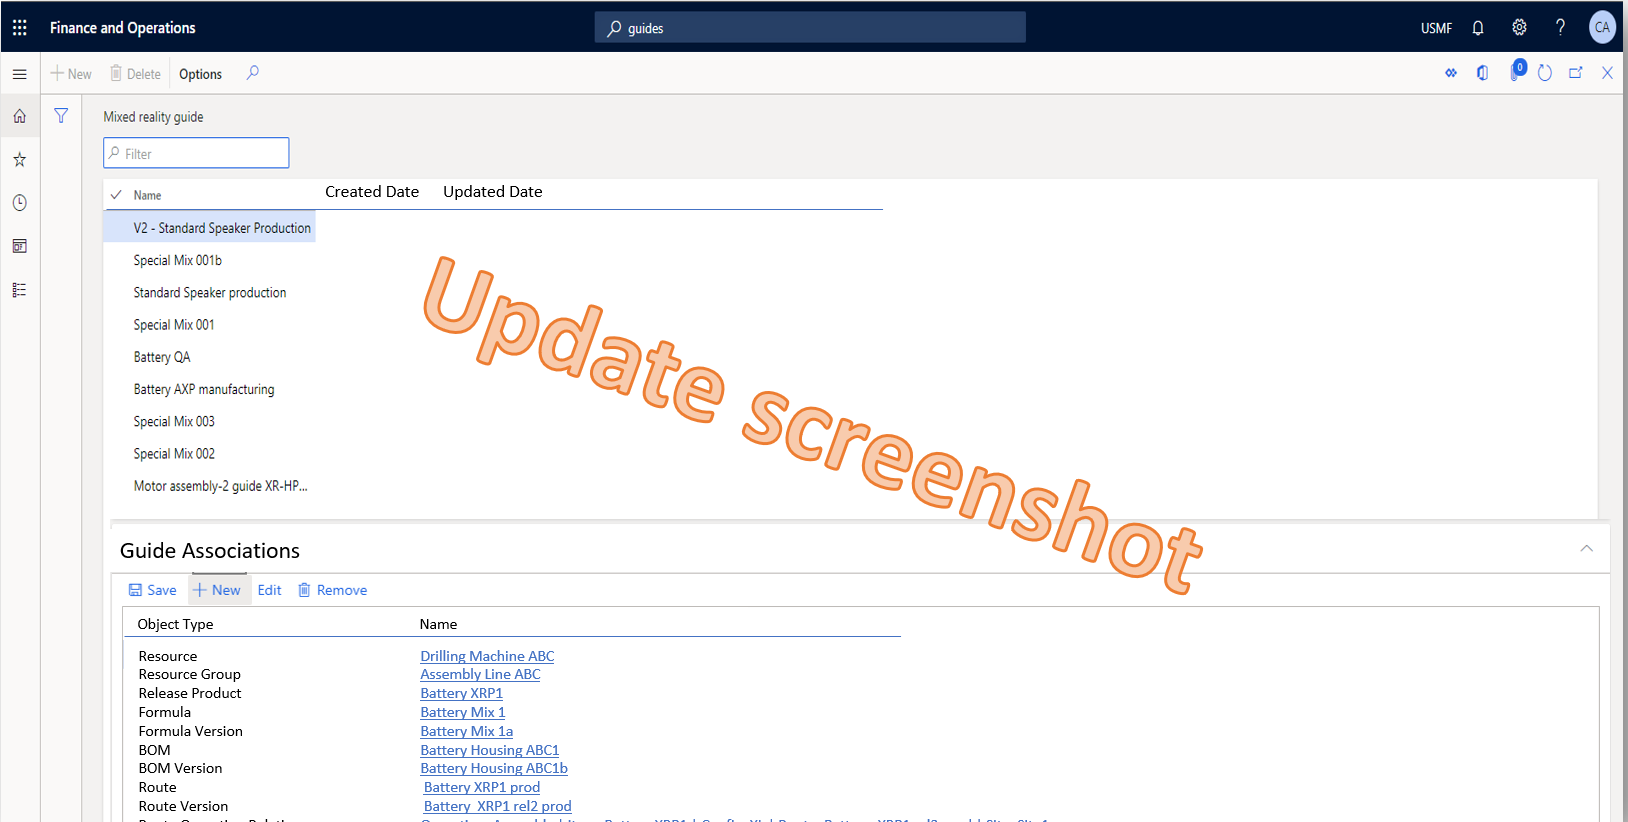 Finance and Operations
guides
USMF
CA
New Delete Options
0
Mixed reality guide
Filter
Name Created Date Updated Date
V2 - Standard Speaker Production
Special Mix 001b
Standard Speaker production
Special Mix 001
Battery QA
Battery AXP manufacturing
Special Mix 003
Special Mix 002
Motor assembly-2 guide XR-HP...
Update screenshot
Guide Associations
Save New Edit Remove
Object Type Name
Resource Drilling Machine ABC
Resource Group Assembly Line ABC
Release Product Battery XRP1
Formula Battery Mix 1
Formula Version Battery Mix 1a
BOM Battery Housing ABC1
BOM Version Battery Housing ABC1b
Route Battery XRP1 prod
Route Version Battery XRP1 rel2 prod